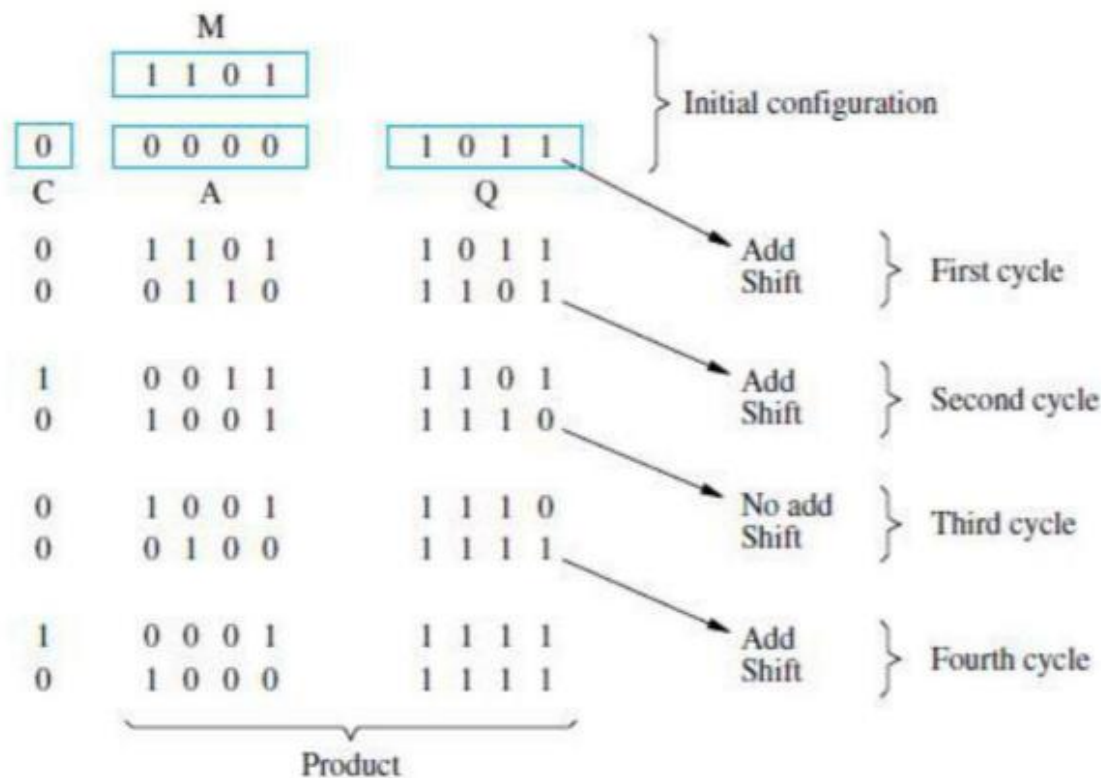 M
1 1 0 1
Initial configuration
0 0 0 0 0 1 0 1 1
C A Q
0 1 1 0 1 1 0 1 1 Add
First cycle
0 0 1 1 0 1 1 0 1 Shift
1 0 0 1 1 1 1 0 1 Add
Second cycle
0 1 0 0 1 1 1 1 0 Shift
0 1 0 0 1 1 1 1 0 No add
Third cycle
0 0 1 0 0 1 1 1 1 Shift
1 0 0 0 1 1 1 1 1 Add
Fourth cycle
0 1 0 0 0 1 1 1 1 Shift
Product